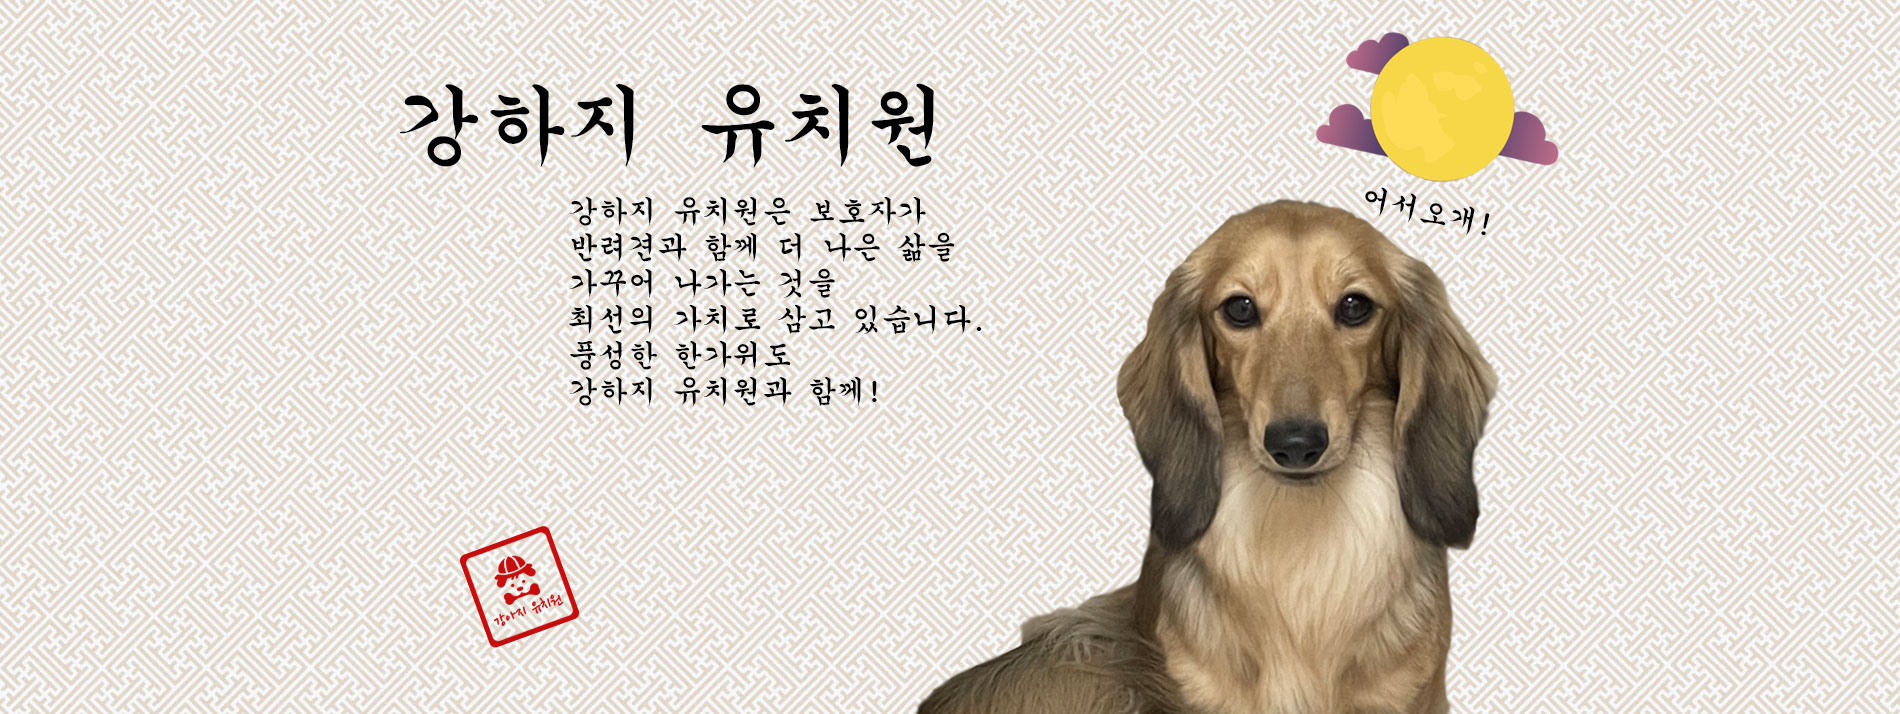 강하지 유치원
강하지 유치원은 보호자가
반려견과 함께 더 나은 삶을
가꾸어 나가는 것을
최선의 가치로 삼고 있습니다.
풍성한 한가위도
강하지 유치원과 함께!
어서오개!
강아지 유치원